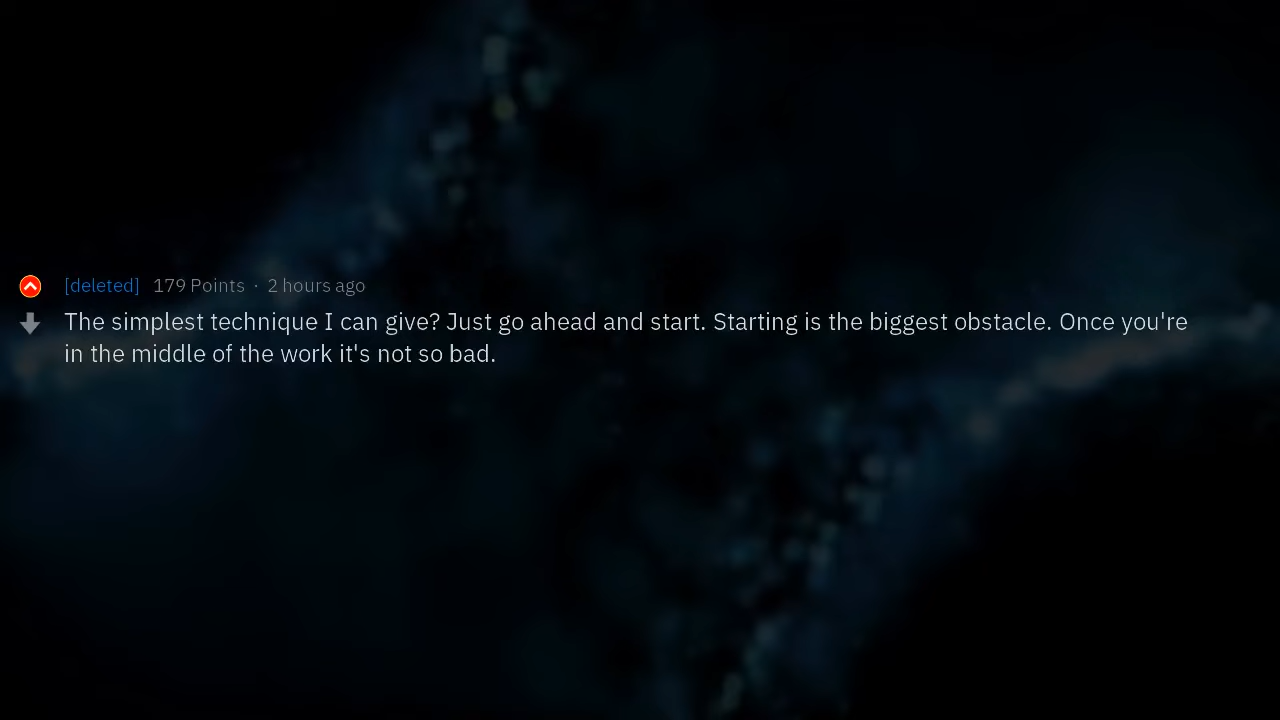 [deleted] 179 Points · 2 hours ago
The simplest technique I can give? Just go ahead and start. Starting is the biggest obstacle. Once you're
in the middle of the work it's not so bad.